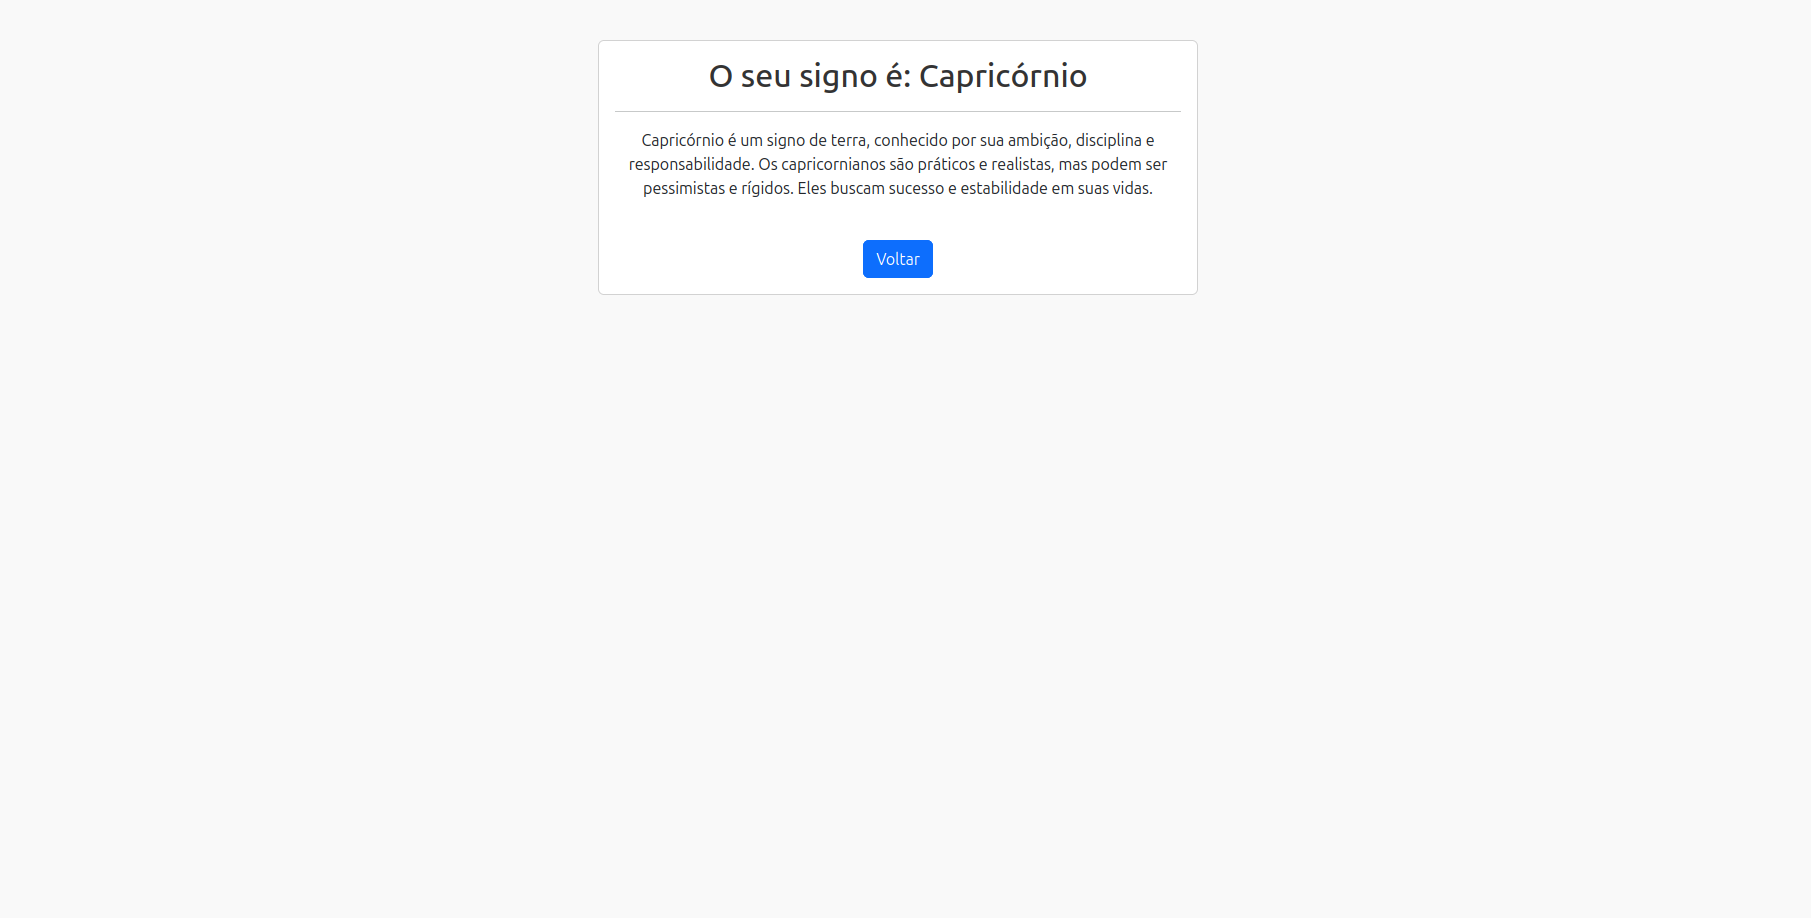 O seu signo é: Capricórnio
Capricórnio é um signo de terra, conhecido por sua ambição, disciplina e
responsabilidade. Os capricornianos são práticos e realistas, mas podem ser
pessimistas e rígidos. Eles buscam sucesso e estabilidade em suas vidas.
Voltar